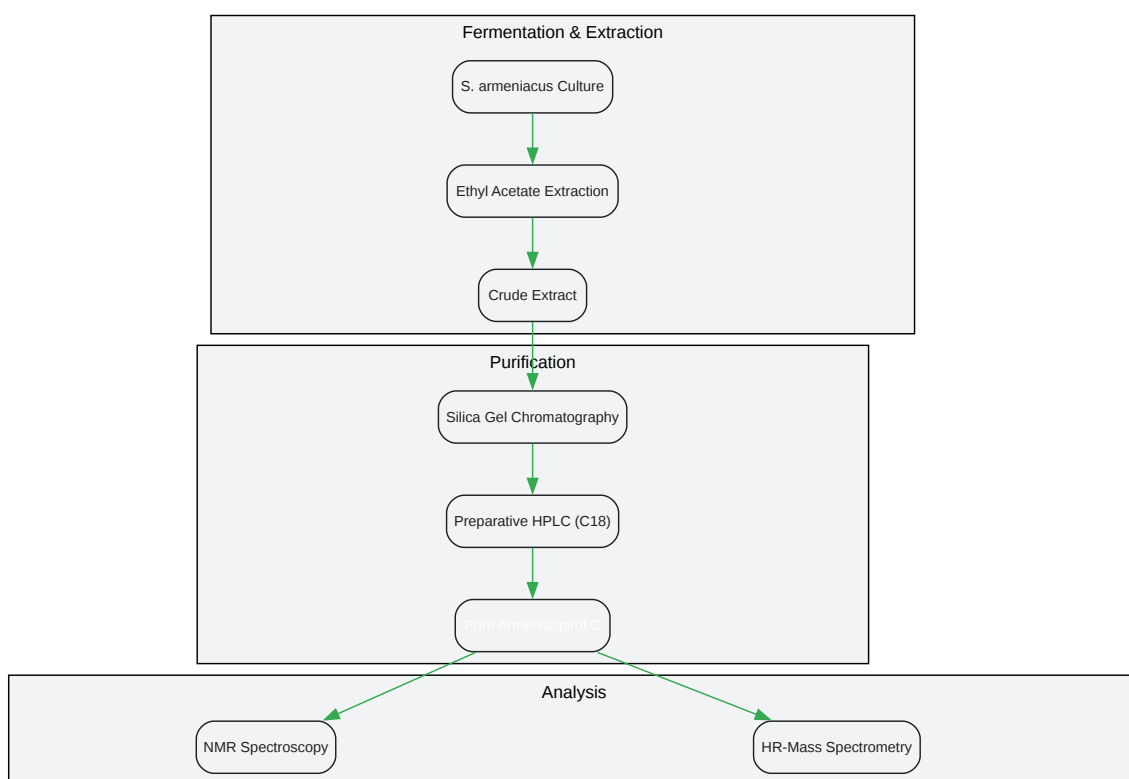 Fermentation & Extraction
S. armeniacus Culture
Ethyl Acetate Extraction
Crude Extract
Purification
Silica Gel Chromatography
Preparative HPLC (C18)
Pure Armeniaspirol C
Analysis
NMR Spectroscopy
HR-Mass Spectrometry